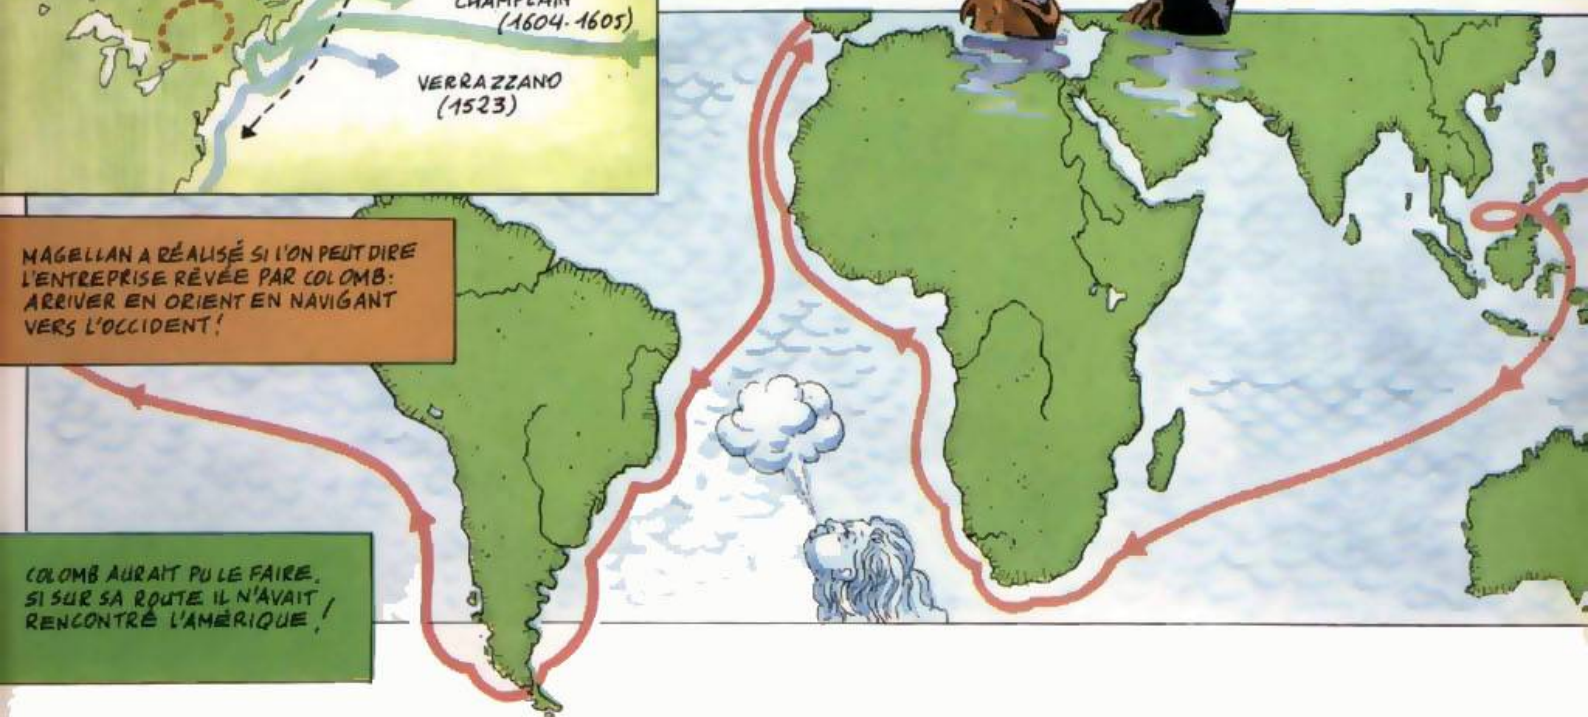 CHAMPLAIN
(1604-1605)
VERRAZZANO
(1523)
MAGELLAN A RÉALISÉ SI L'ON PEUT DIRE
L'ENTREPRISE RÊVÉE PAR COLOMB:
ARRIVER EN ORIENT EN NAVIGANT
VERS L'OCCIDENT!
COLOMB AURAIT PU LE FAIRE,
SI SUR SA ROUTE IL N'AVAIT
RENCONTRÉ L'AMÉRIQUE!